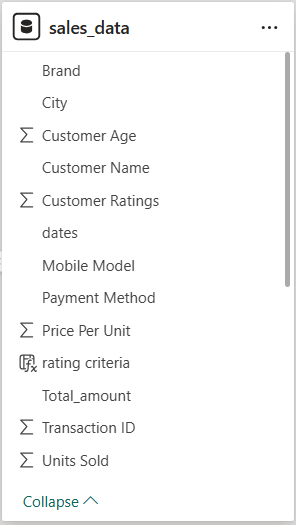 sales_data
Brand
City
Customer Age
Customer Name
Customer Ratings
dates
Mobile Model
Payment Method
Price Per Unit
rating criteria
Total_amount
Transaction ID
Units Sold
Collapse